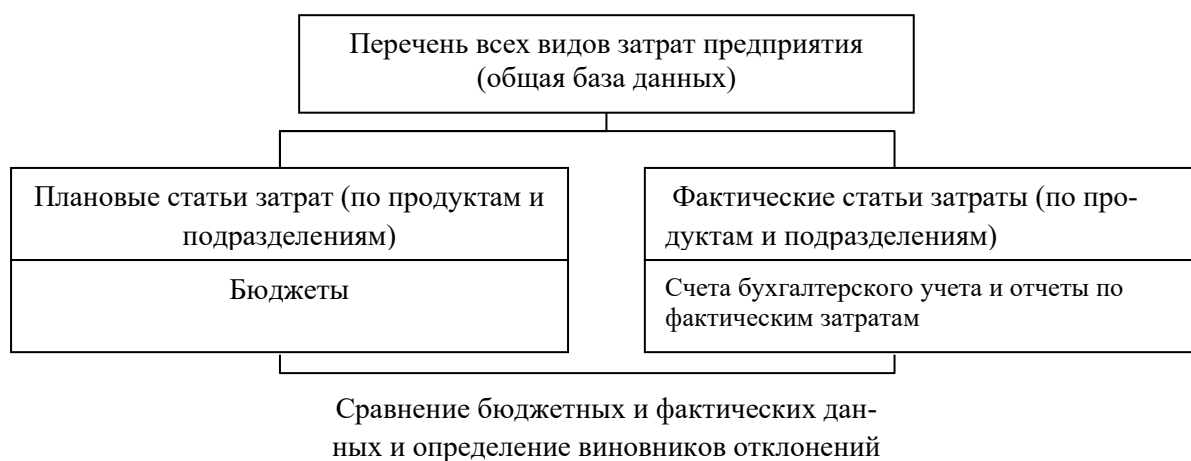 Перечень всех видов затрат предприятия
(общая база данных)
Плановые статьи затрат (по продуктам и
подразделениям)
Бюджеты
Фактические статьи затраты (по про-
дуктам и подразделениям)
Счета бухгалтерского учета и отчеты по
фактическим затратам
Сравнение бюджетных и фактических дан-
ных и определение виновников отклонений